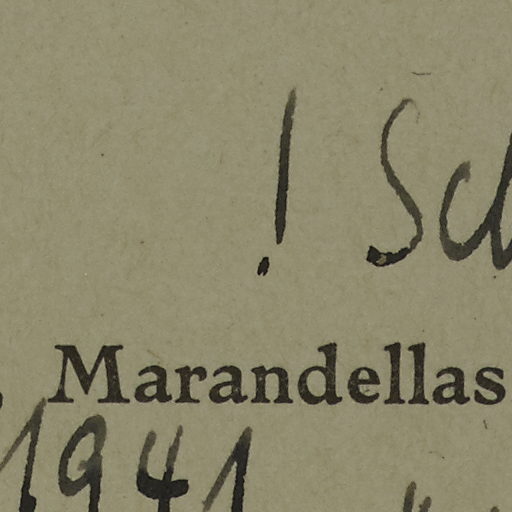 ! Sc
, Marandellas
1941